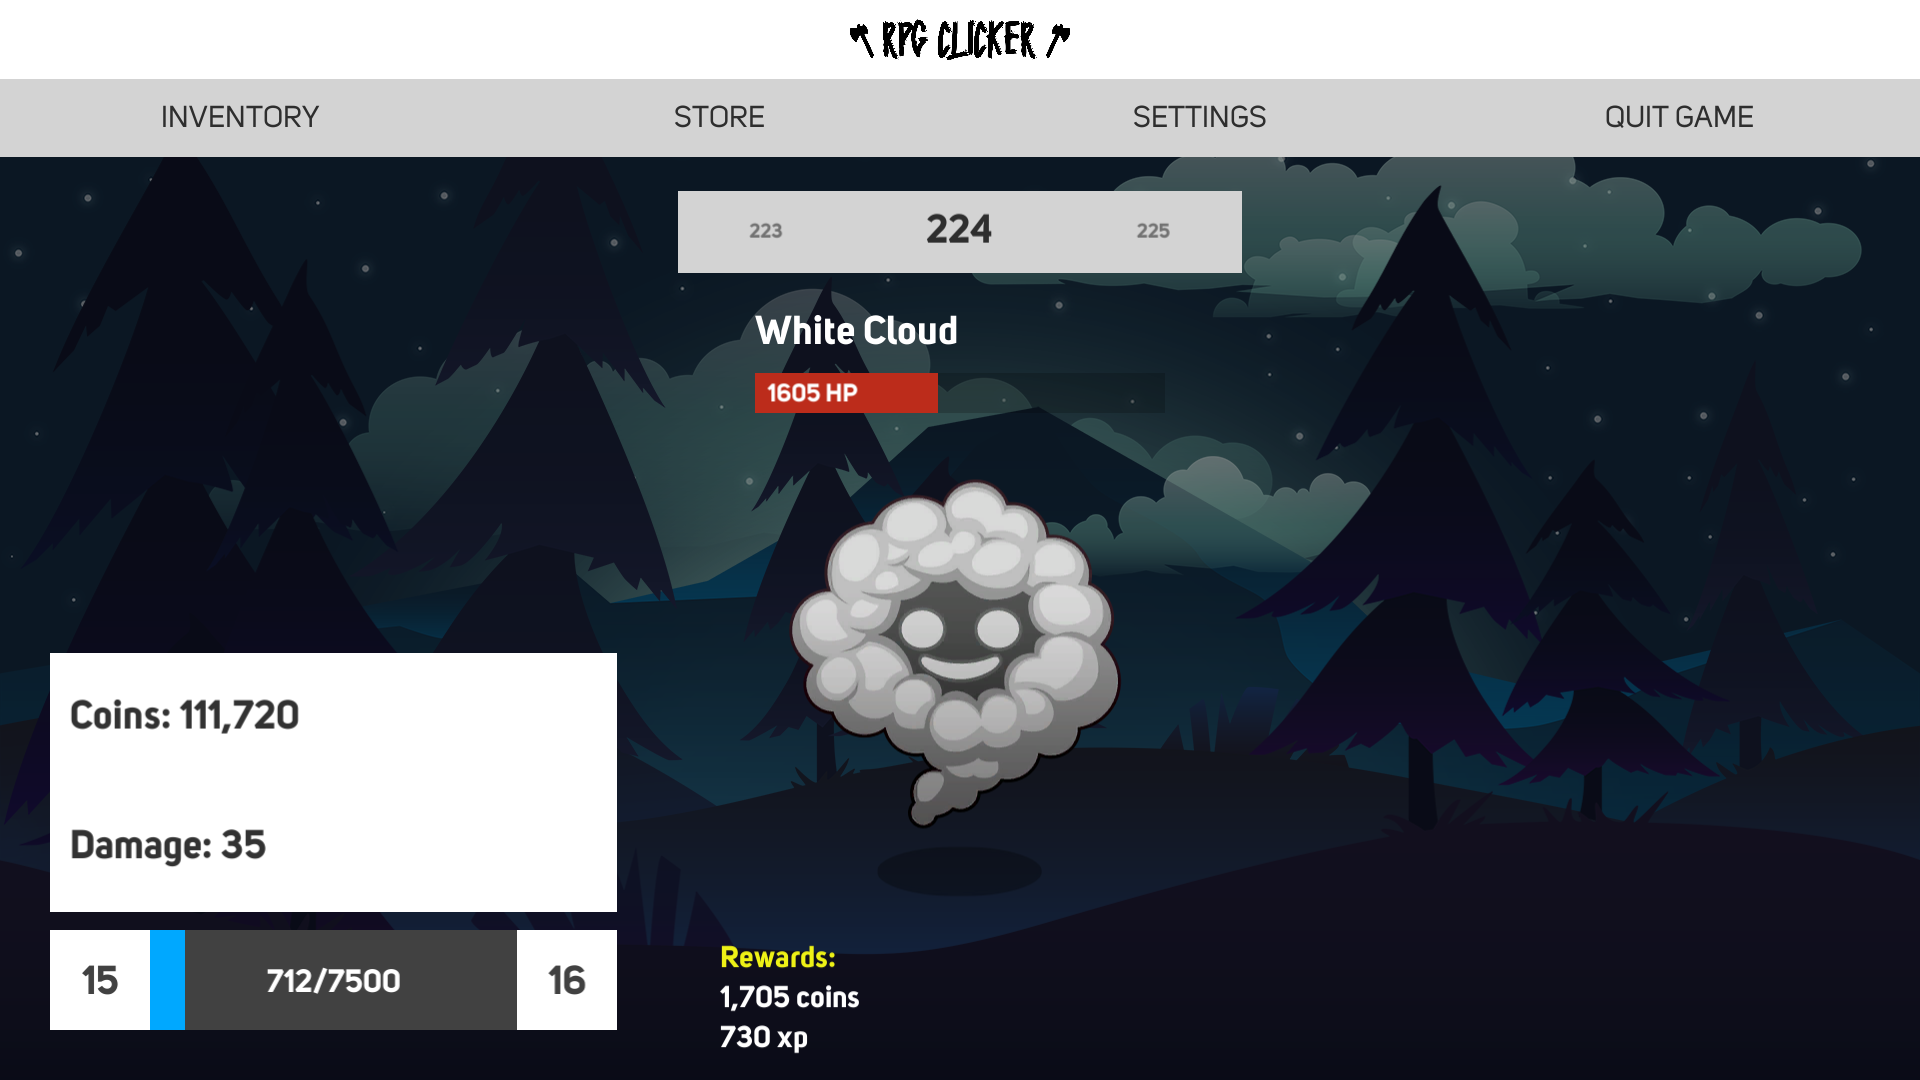 RPG CLICKER
INVENTORY STORE SETTINGS QUIT GAME
223 224 225
White Cloud
1605 HP
Coins: 111,720
Damage: 35
15 712/7500 16
Rewards:
1,705 coins
730 xp